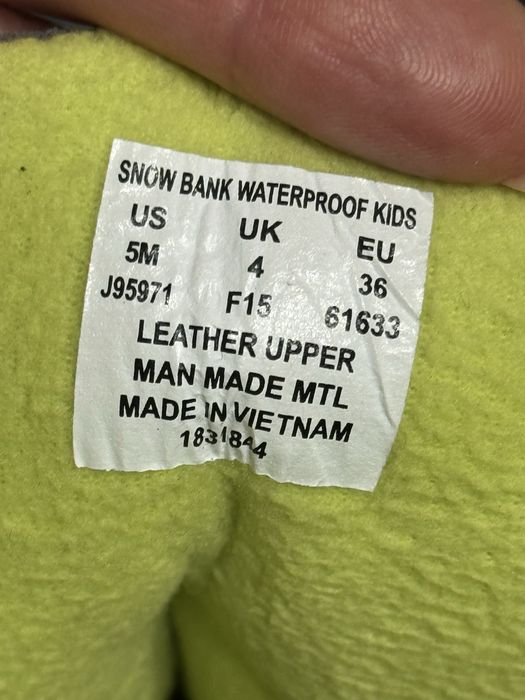 SNOW BANK WATERPROOF KIDS
US UK EU
5M 4 36
J95971 F15 61633
LEATHER UPPER
MAN MADE MTL
MADE IN VIETNAM